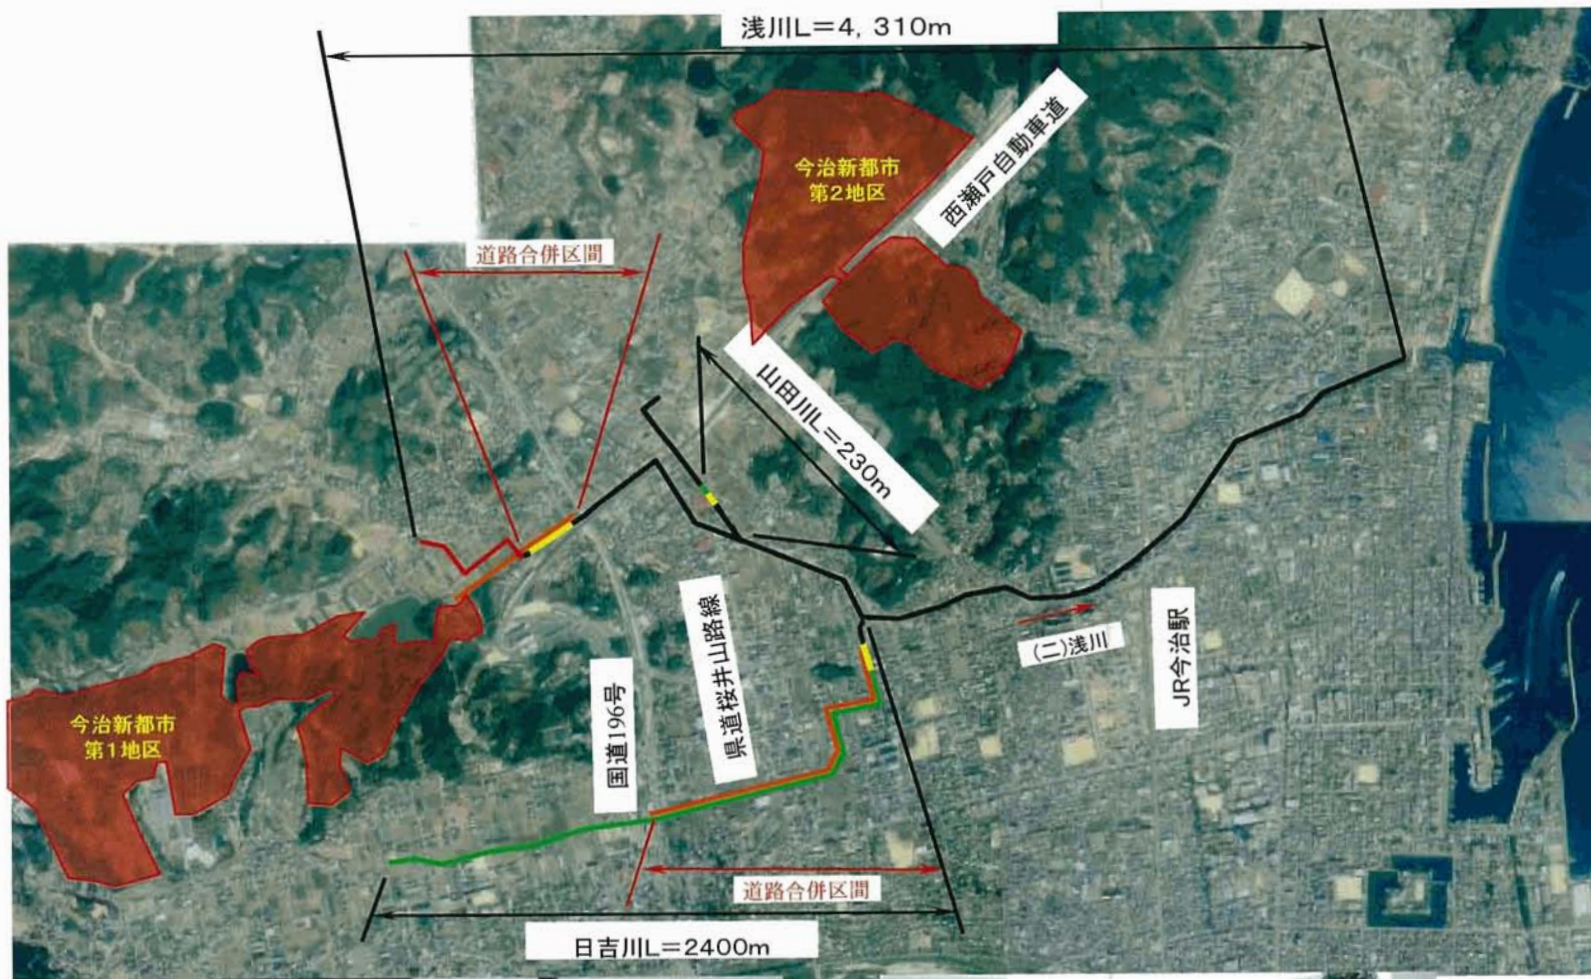 浅川L＝4，310m
西瀬戸自動車道
今治新都市
第2地区
道路合併区間
山田川L＝230m
県道桜井山路線
(二)浅川
JR今治駅
国道196号
今治新都市
第1地区
道路合併区間
日吉川L＝2400m